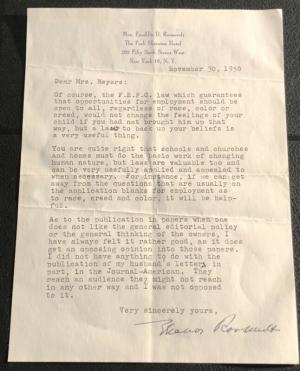 Mrs. Franklin D. Roosevelt
The Park Sheraton Hotel
202 Fifty Sixth Street West
New York 19, N. Y.
November 30, 1950
Dear Mrs. Meyers:
Of course, the F.E.P.C. law which guarantees
that opportunities for employment should be
open to all, regardless of race, color or
creed, would not change the feelings of your
child if you had not brought him up that
way, but a law to back up your beliefs is
a very useful thing.
You are quite right that schools and churches
and homes must do the basic work of changing
human nature, but laws are valuable too and
can be very usefully applied and appealed to
when necessary. For instance, if we can get
away from the questions that are usually on
the application blanks for employment as
to race, creed and color, it will be help-
ful.
As to the publication in papers when one
does not like the general editorial policy
or the general thinking of the owners, I
have always felt it rather good, as it does
get an opposing opinion into those papers.
I did not have anything to do with the
publication of my husband's letters in
part, in the Journal-American. They
reach an audience they might not reach
in any other way and I was not opposed
to it.
Very sincerely yours,
Eleanor Roosevelt